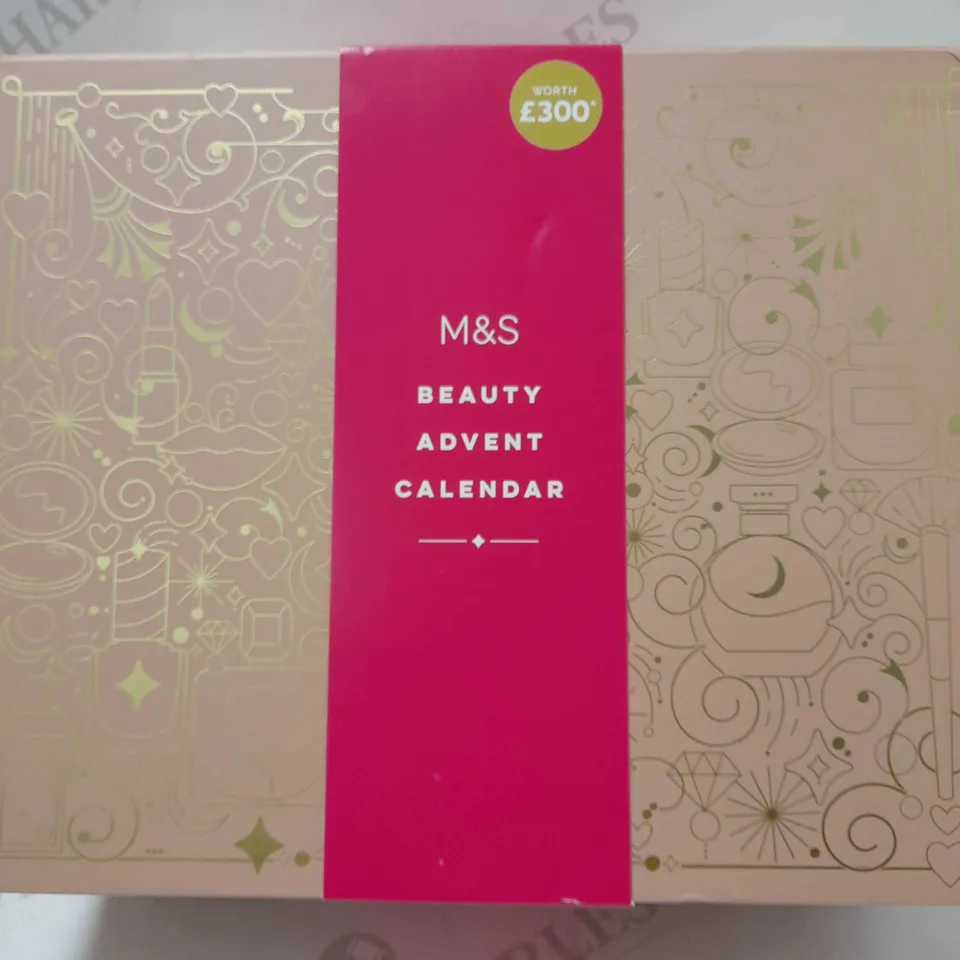 WORTH
£300*
M&S
BEAUTY
ADVENT
CALENDAR